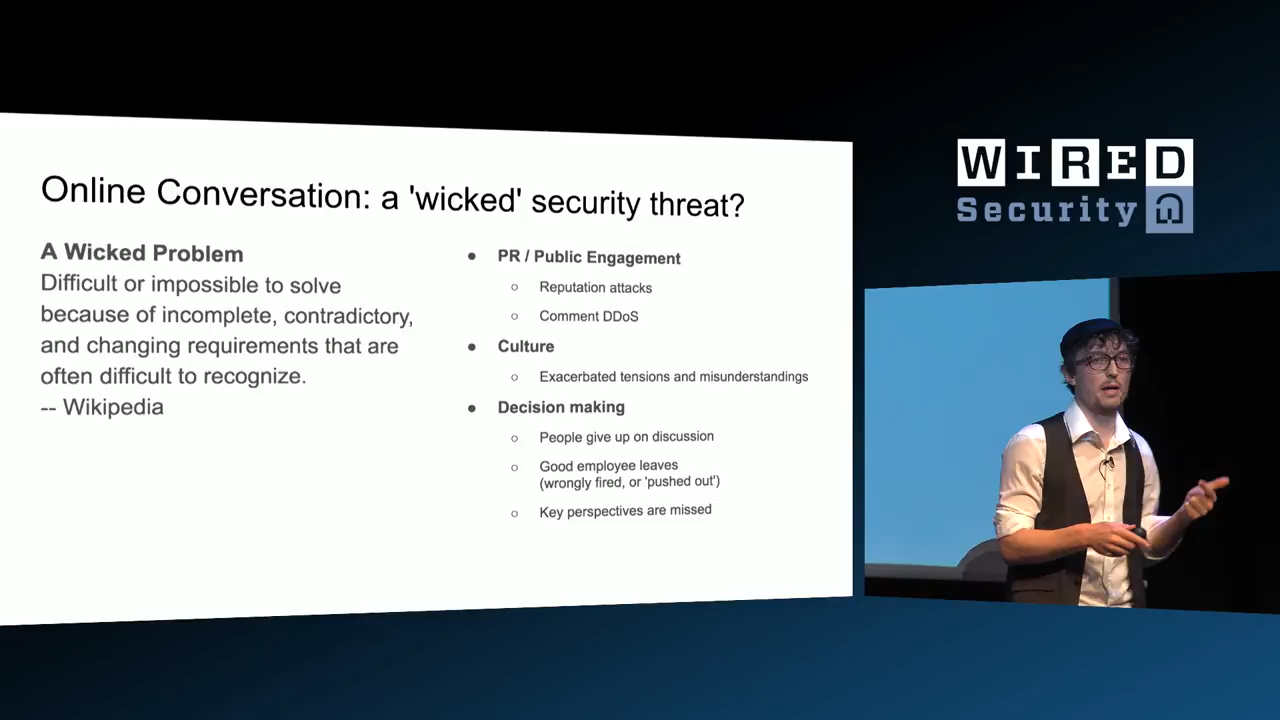 Online Conversation: a 'wicked' security threat?
A Wicked Problem
Difficult or impossible to solve
because of incomplete, contradictory,
and changing requirements that are
often difficult to recognize.
-- Wikipedia
● PR / Public Engagement
○ Reputation attacks
○ Comment DDoS
● Culture
○ Exacerbated tensions and misunderstandings
● Decision making
○ People give up on discussion
○ Good employee leaves
(wrongly fired, or 'pushed out')
○ Key perspectives are missed
WIRED
Security